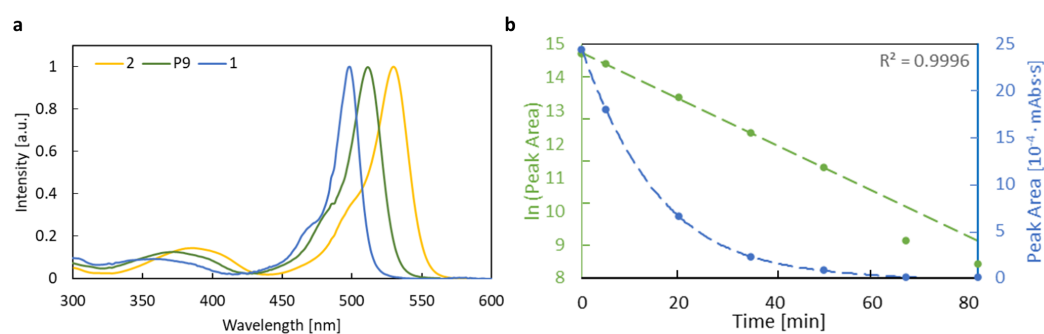 a
2 P9 1
Intensity [a.u.]
1
0.8
0.6
0.4
0.2
0
300 350 400 450 500 550 600
Wavelength [nm]
b
R² = 0.9996
ln (Peak Area)
15
14
13
12
11
10
9
8
25
20
15
10
5
0
Peak Area [10⁻⁴· mAbs·s]
0 20 40 60 80
Time [min]